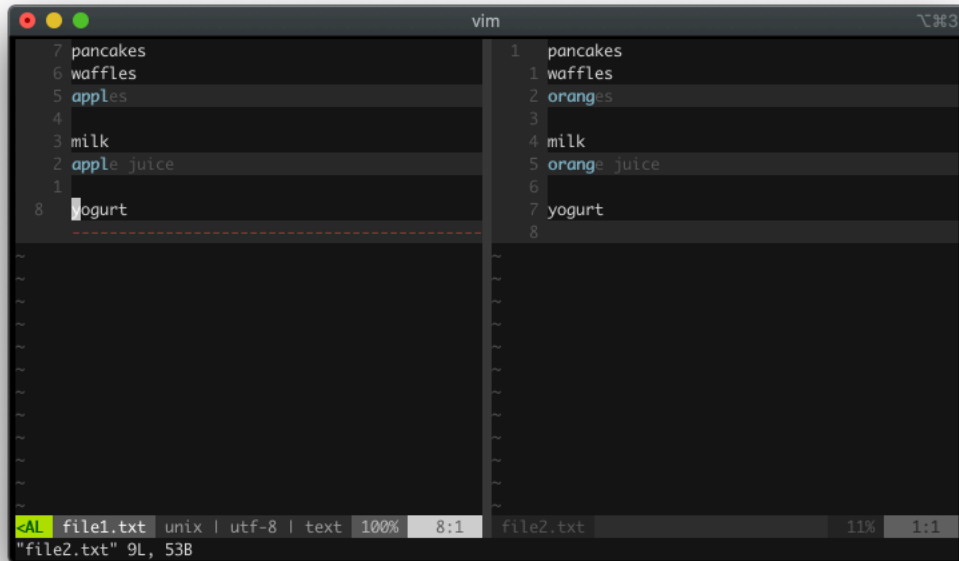 vim
⌥⌘3
7 pancakes
6 waffles
5 apples
4
3 milk
2 apple juice
1
8 yogurt
--------------------------------------------
~
~
~
~
~
~
~
~
~
~
~
~
1 pancakes
1 waffles
2 oranges
3
4 milk
5 orange juice
6
7 yogurt
8
~
~
~
~
~
~
~
~
~
~
~
~
<AL file1.txt unix | utf-8 | text 100% 8:1
file2.txt 11% 1:1
"file2.txt" 9L, 53B